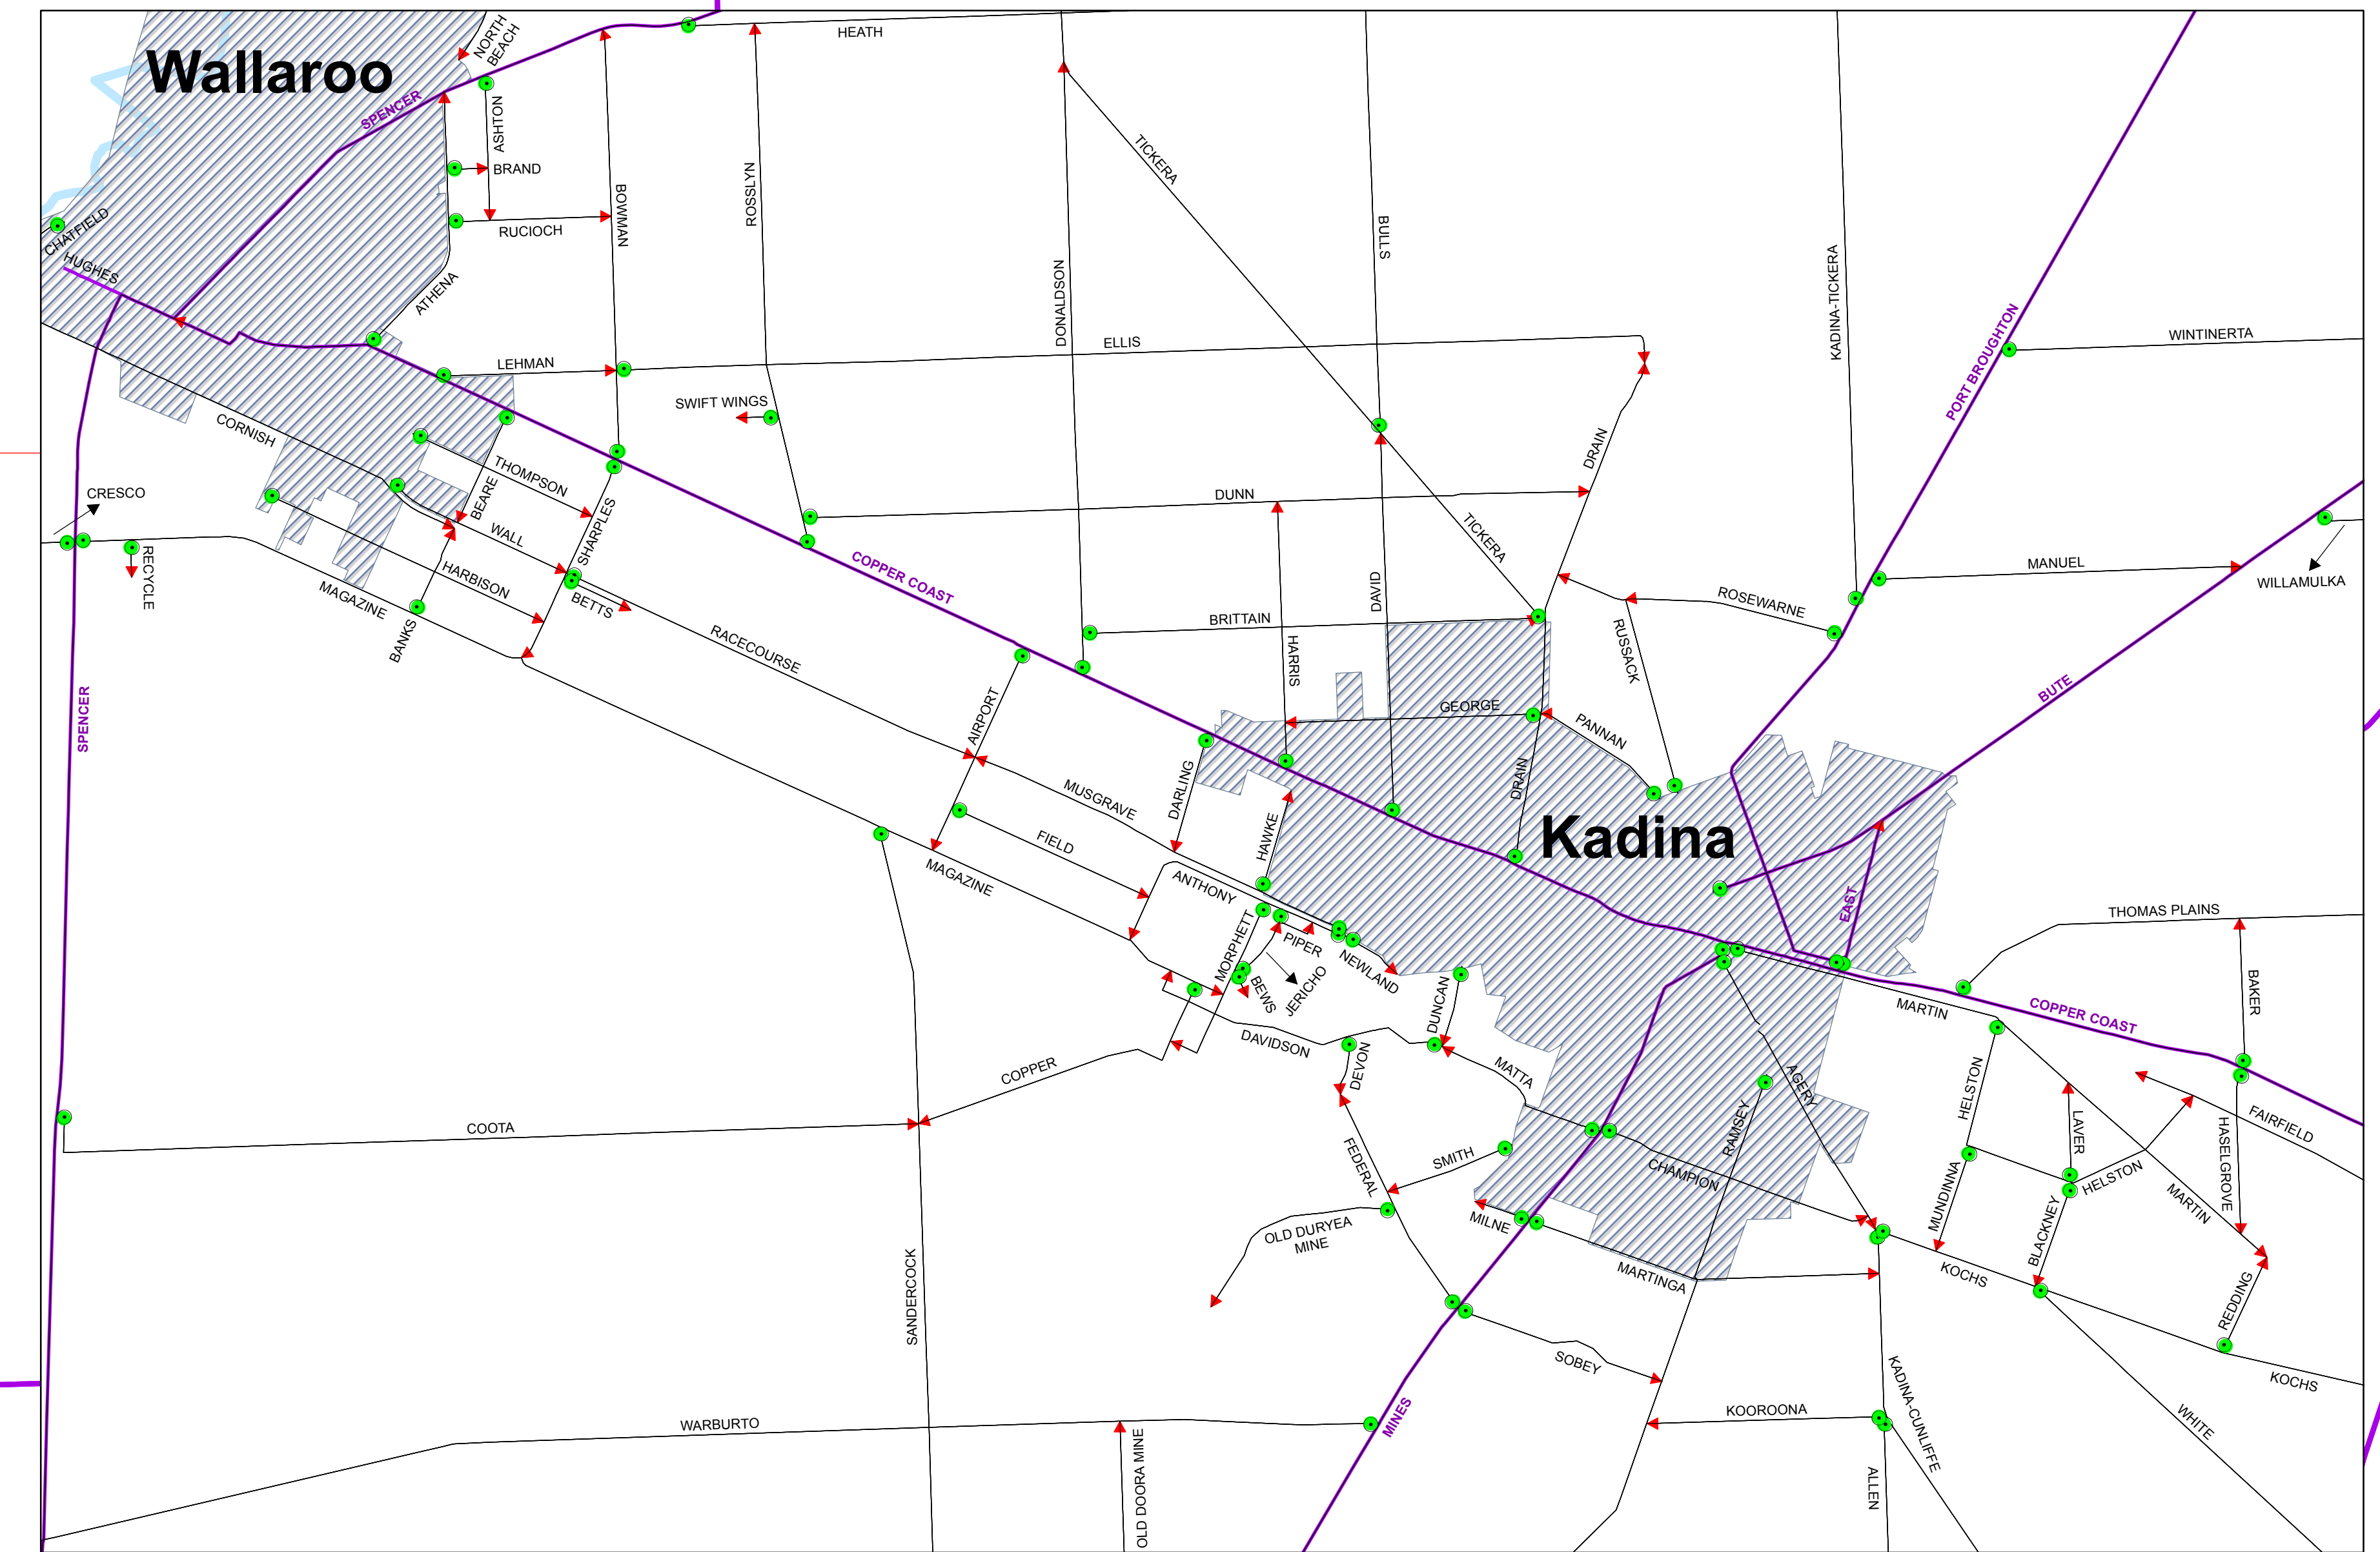 NORTH
BEACH
HEATH
Wallaroo
SPENCER
ASHTON
BRAND
BOWMAN
ROSSLYN
TICKERA
BULLS
CHATFIELD
RUCIOCH
HUGHES
ATHENA
DONALDSON
KADINA-TICKERA
PORT BROUGHTON
WINTINERTA
LEHMAN
ELLIS
SWIFT WINGS
CORNISH
THOMPSON
BEARE
DRAIN
CRESCO
WALL
SHARPLES
DUNN
TICKERA
RECYCLE
HARBISON
MAGAZINE
BETTS
COPPER COAST
DAVID
MANUEL
WILLAMULKA
ROSEWARNE
BANKS
RACECOURSE
BRITTAIN
HARRIS
RUSSACK
SPENCER
AIRPORT
GEORGE
PANNAN
BUTE
DARLING
MUSGRAVE
DRAIN
HAWKE
FIELD
Kadina
MAGAZINE
ANTHONY
EAST
THOMAS PLAINS
MORPHETT
PIPER
NEWLAND
JERICHO
BEWS
DUNCAN
MARTIN
COPPER COAST
BAKER
DAVIDSON
DEVON
MATTA
COPPER
AGERY
HELSTON
COOTA
RAMSEY
LAVER
HASELGROVE
FAIRFIELD
FEDERAL
SMITH
CHAMPION
MUNDINNA
HELSTON
MARTIN
OLD DURYEA
MINE
MILNE
BLACKNEY
MARTINGA
KOCHS
SANDERCOCK
REDDING
SOBEY
KADINA-CUNLIFFE
KOCHS
WARBURTO
KOOROONA
MINES
WHITE
OLD DOORA MINE
ALLEN